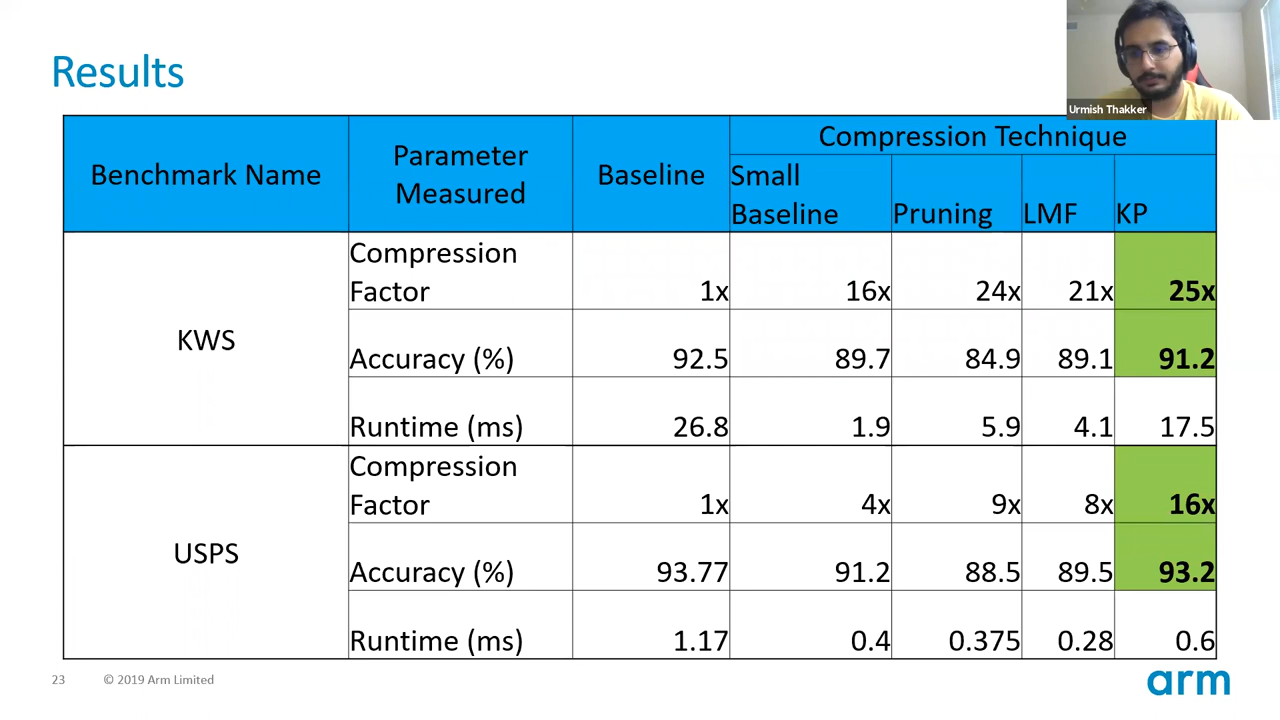 Results
Urmish Thakker
Benchmark Name
Parameter
Measured
Baseline
Compression Technique
Small
Baseline
Pruning
LMF
KP
KWS
Compression
Factor
1x
16x
24x
21x
25x
Accuracy (%)
92.5
89.7
84.9
89.1
91.2
Runtime (ms)
26.8
1.9
5.9
4.1
17.5
USPS
Compression
Factor
1x
4x
9x
8x
16x
Accuracy (%)
93.77
91.2
88.5
89.5
93.2
Runtime (ms)
1.17
0.4
0.375
0.28
0.6
23
© 2019 Arm Limited
arm